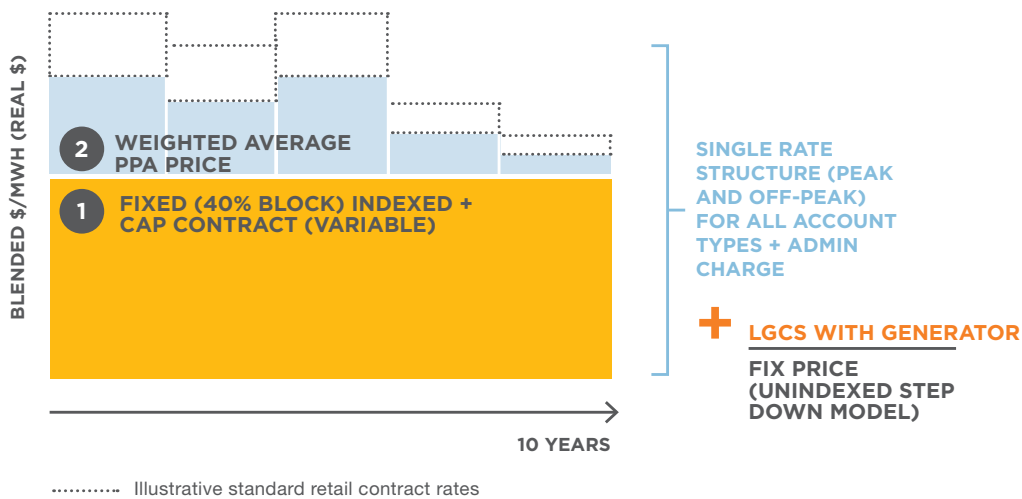 BLENDED $/MWH (REAL $)
2
WEIGHTED AVERAGE
PPA PRICE
1
FIXED (40% BLOCK) INDEXED +
CAP CONTRACT (VARIABLE)
10 YEARS
Illustrative standard retail contract rates
SINGLE RATE
STRUCTURE (PEAK
AND OFF-PEAK)
FOR ALL ACCOUNT
TYPES + ADMIN
CHARGE
+ LGCS WITH GENERATOR
FIX PRICE
(UNINDEXED STEP
DOWN MODEL)